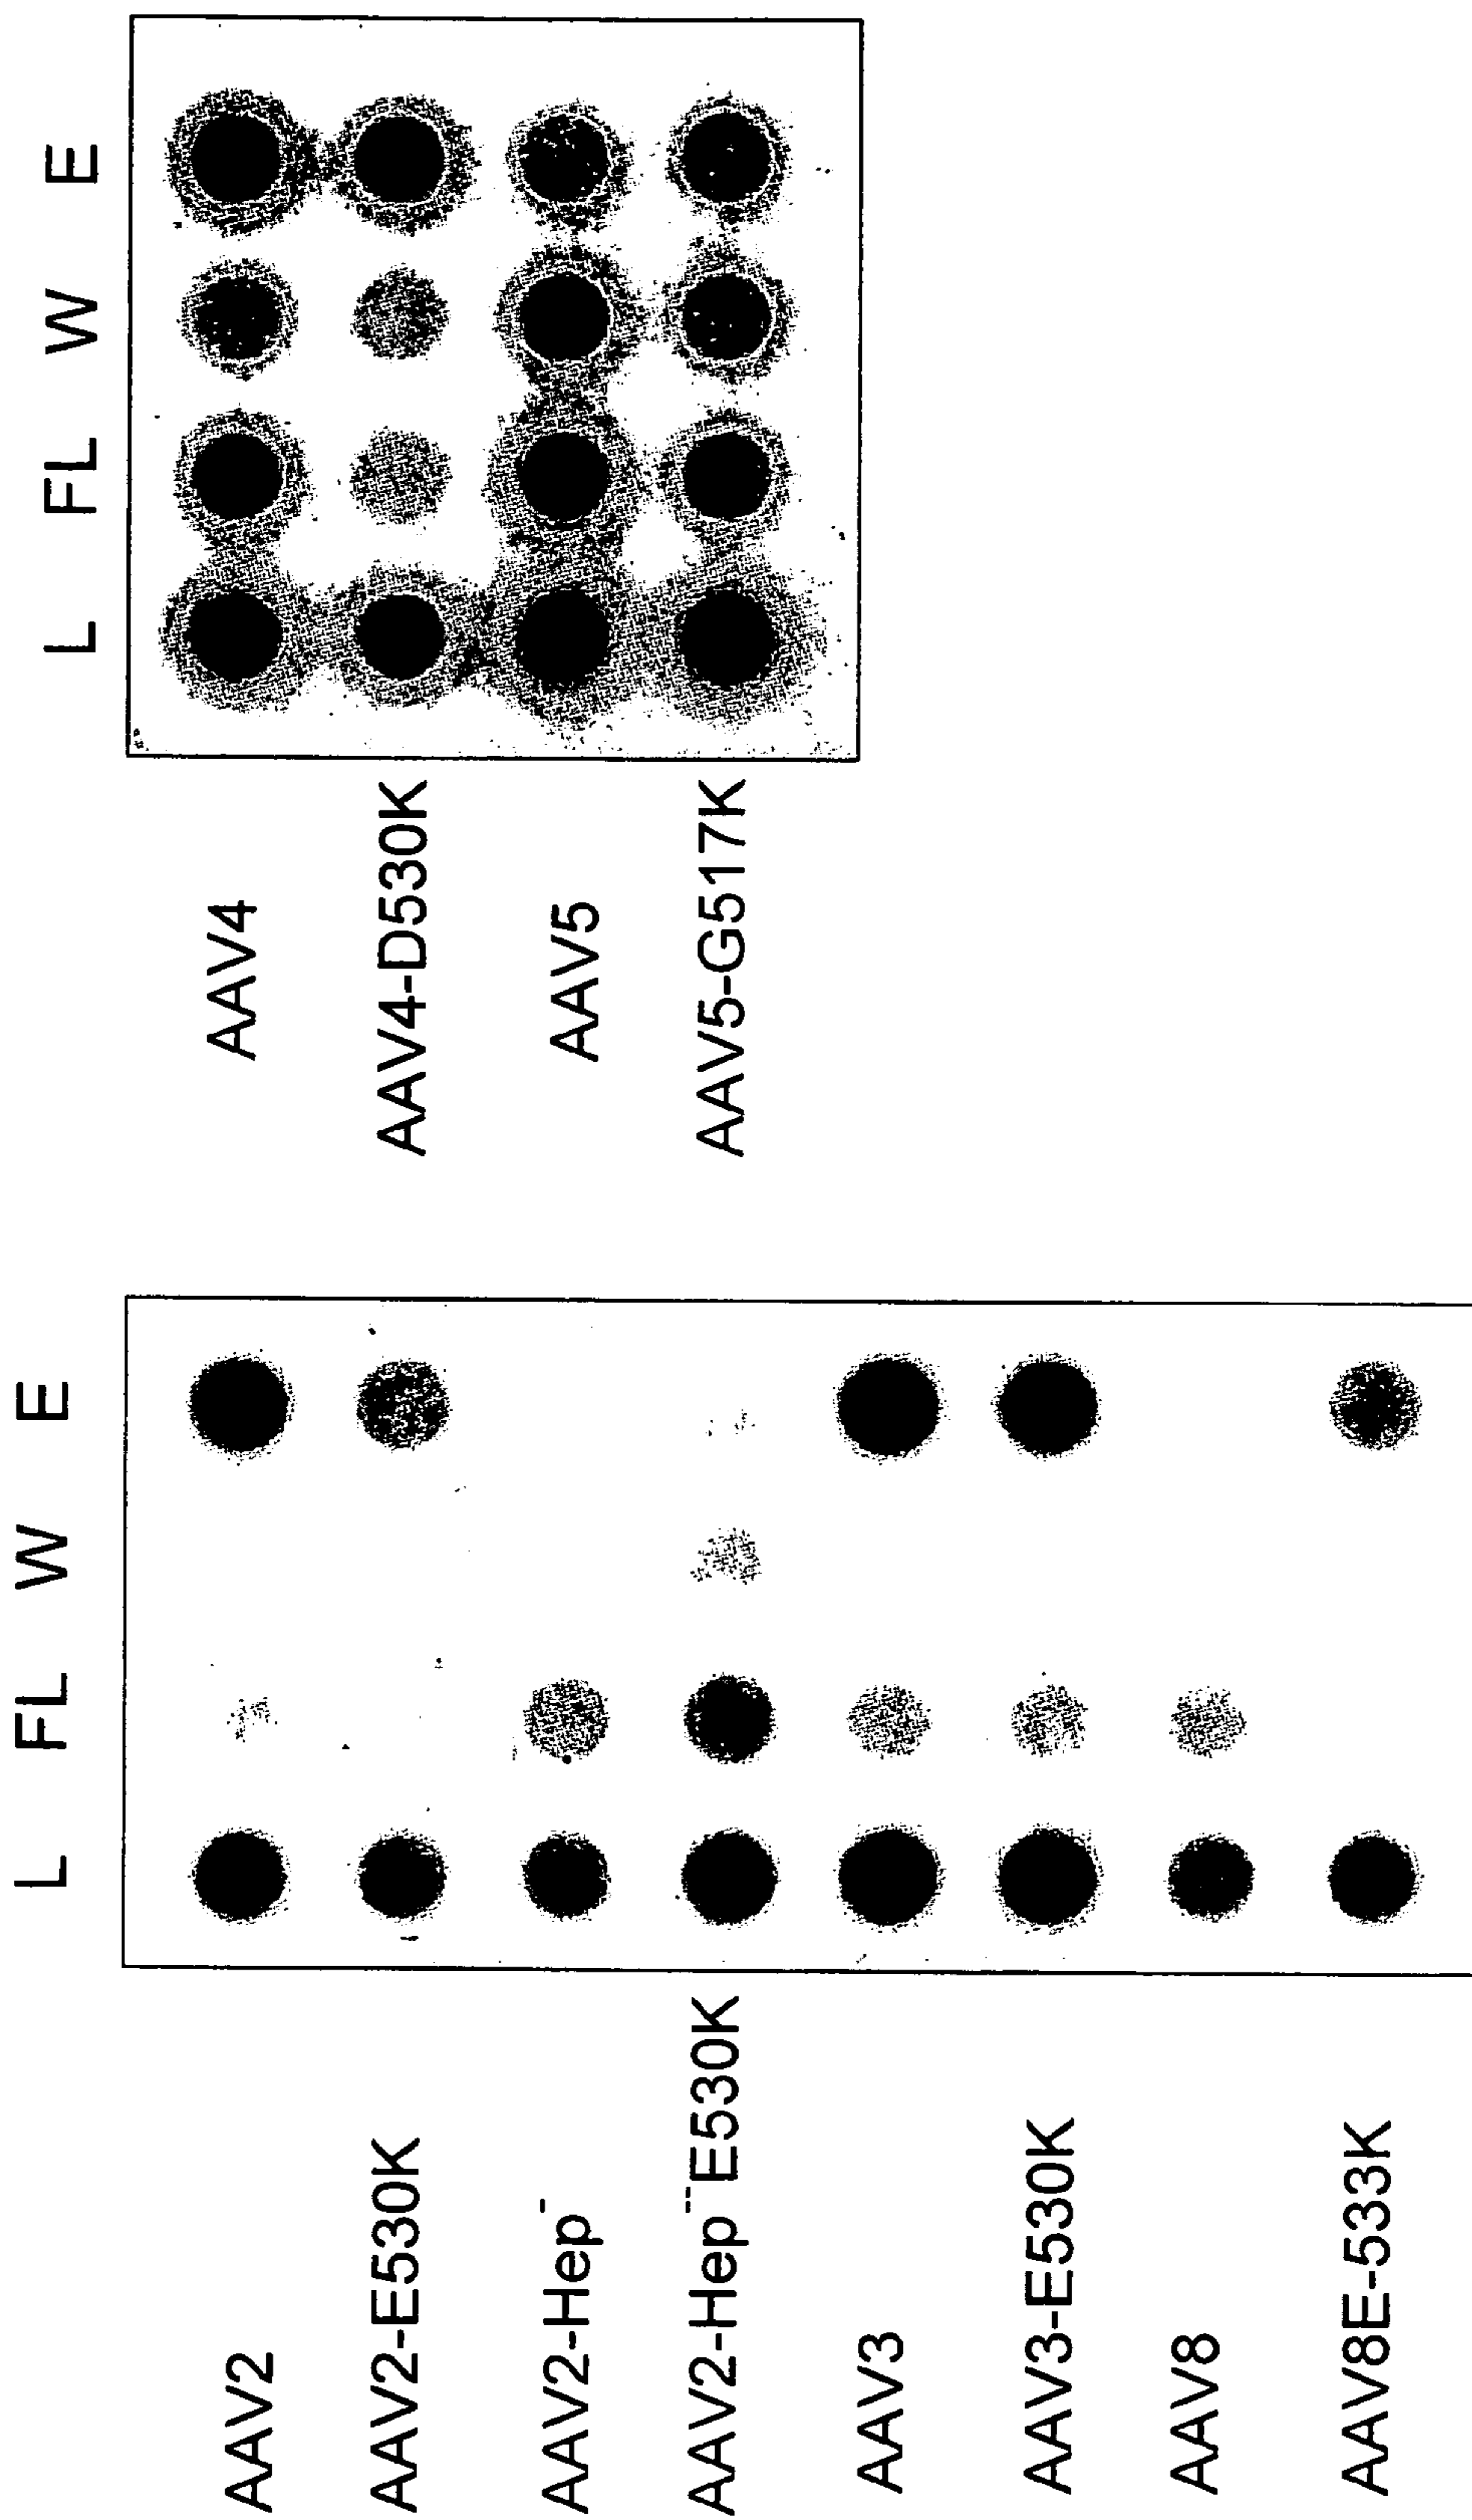 L FL W E
AAV2
AAV2-E530K
AAV2-Hep⁻
AAV2-Hep⁻⁻E530K
AAV3
AAV3-E530K
AAV8
AAV8E-533K
L FL W E
AAV4
AAV4-D530K
AAV5
AAV5-G517K